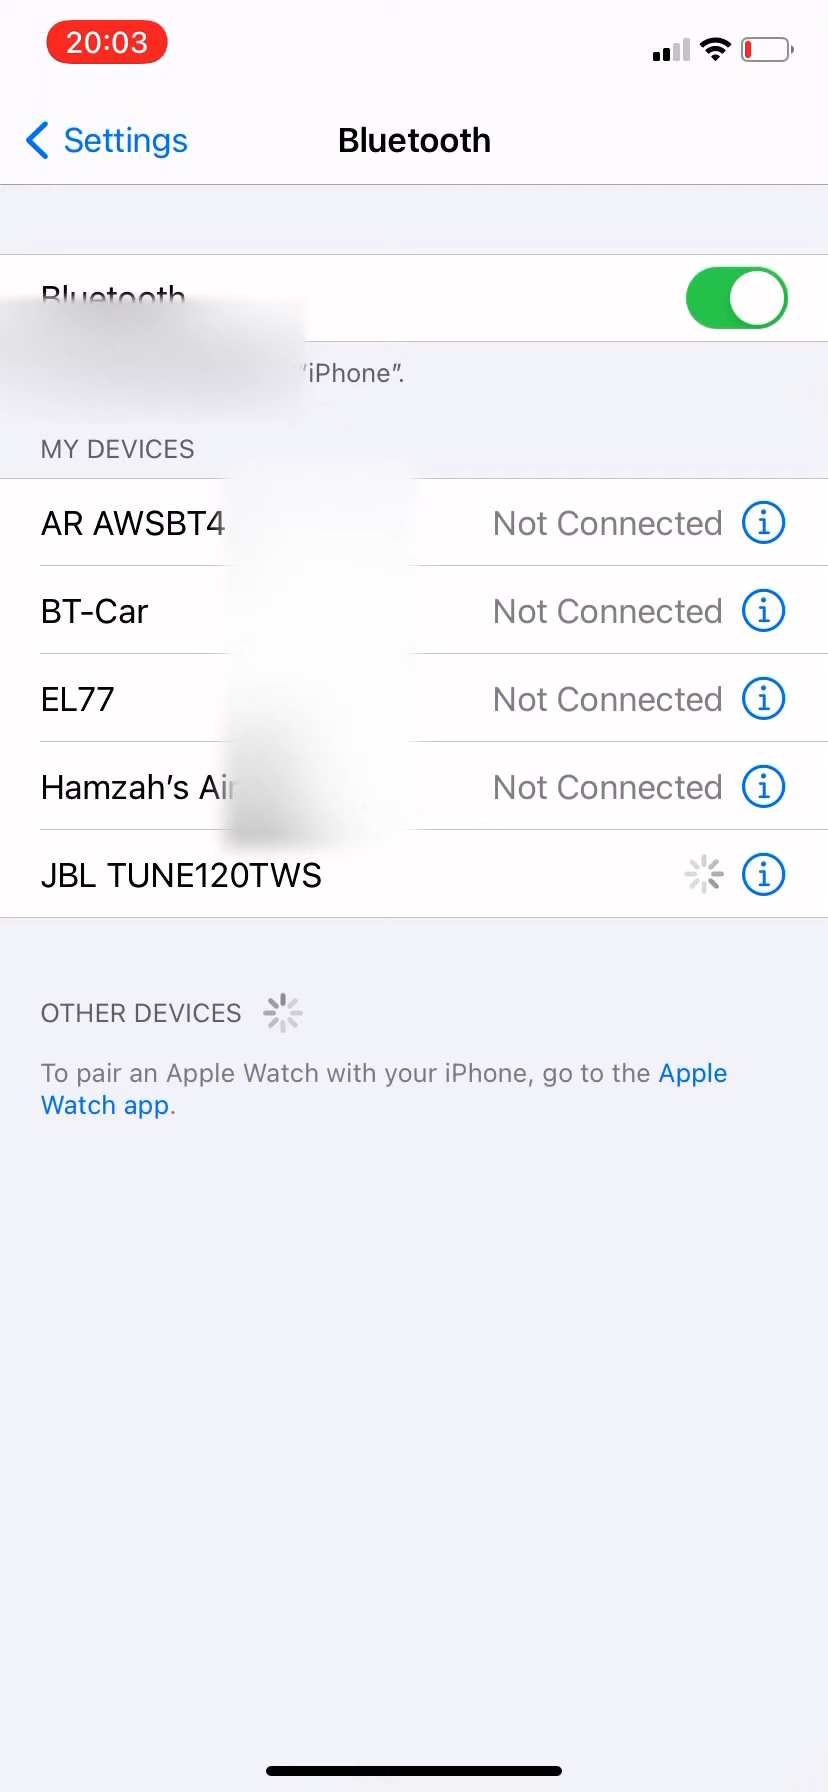 20:03
Settings
Bluetooth
Bluetooth
“iPhone”.
MY DEVICES
AR AWSBT4
Not Connected
BT-Car
Not Connected
EL77
Not Connected
Hamzah’s Air
Not Connected
JBL TUNE120TWS
OTHER DEVICES
To pair an Apple Watch with your iPhone, go to the Apple
Watch app.